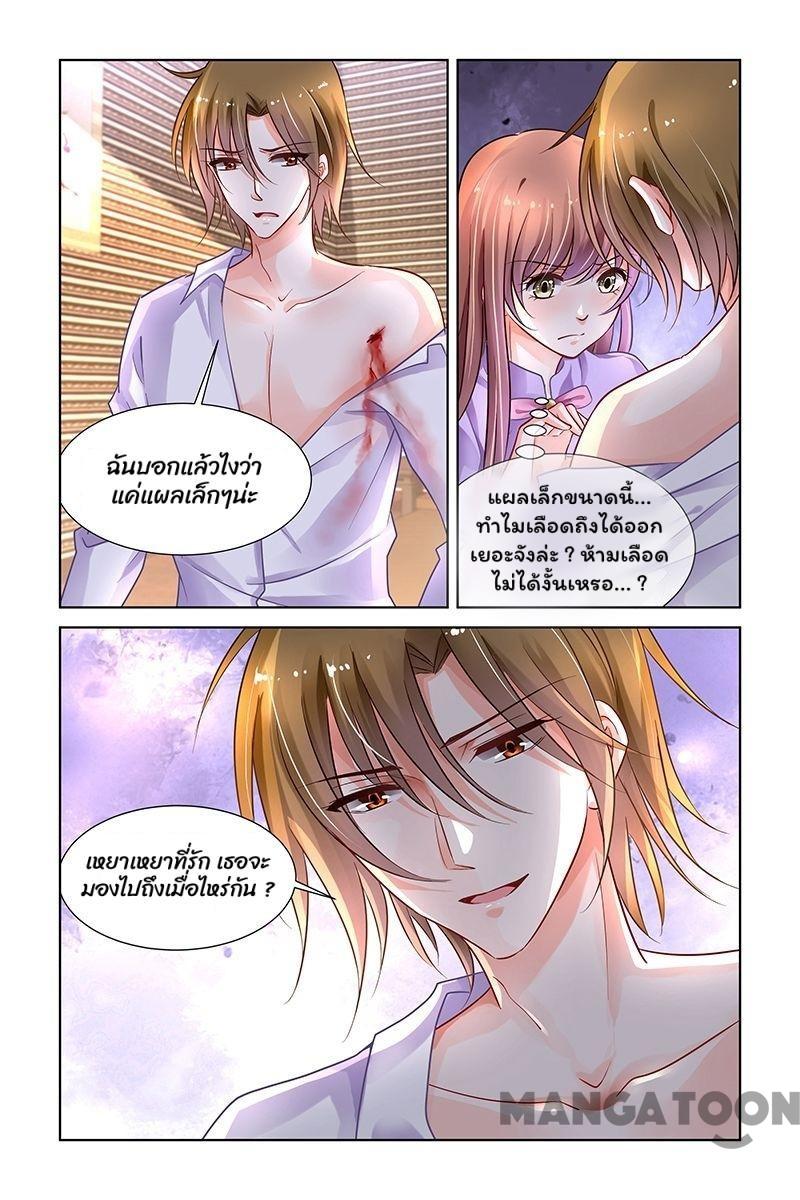 ฉันบอกแล้วไงว่า
แค่แผลเล็กๆน่ะ
แผลเล็กขนาดนี้...
ทำไมเลือดถึงได้ออก
เยอะจังล่ะ ? ห้ามเลือด
ไม่ได้งั้นเหรอ... ?
เหยาเหยาที่รัก เธอจะ
มองไปถึงเมื่อไหร่กัน ?
MANGATOON